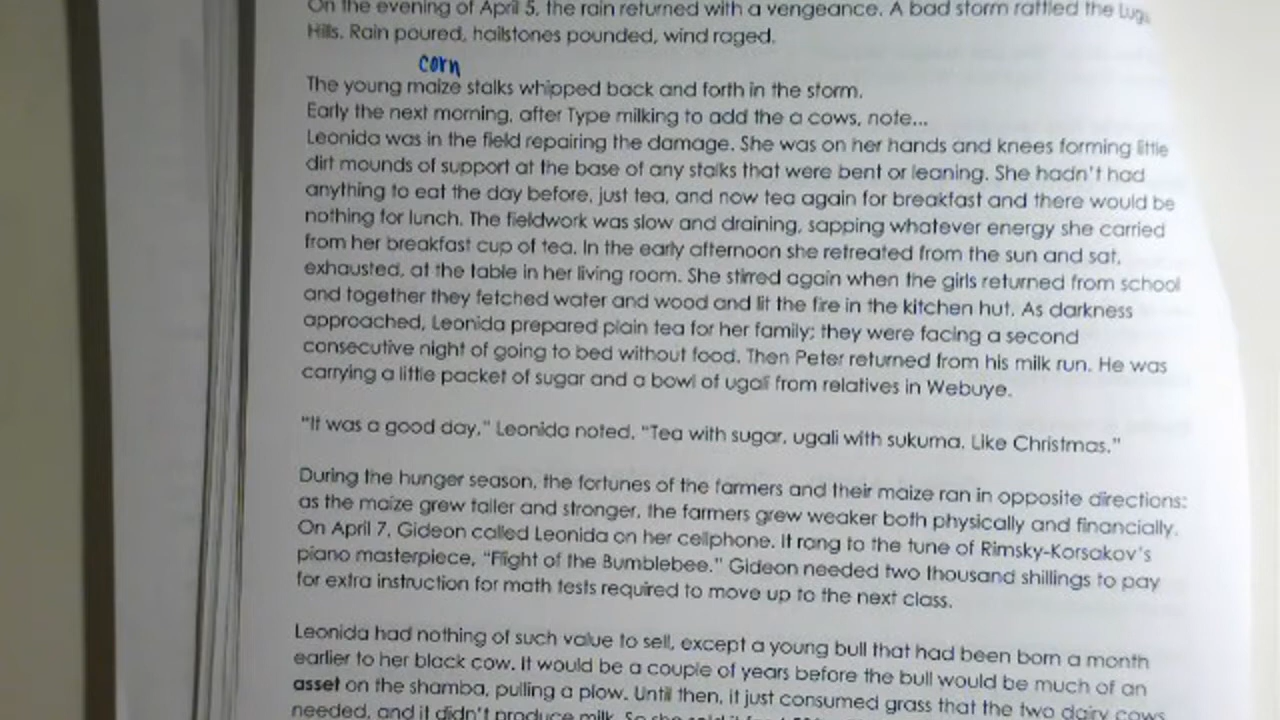 On the evening of April 5, the rain returned with a vengeance. A bad storm rattled the
Hills. Rain poured, hailstones pounded, wind raged.
corn
The young maize stalks whipped back and forth in the storm.
Early the next morning, after Type milking to add the a cows, note...
Leonida was in the field repairing the damage. She was on her hands and knees forming little
dirt mounds of support at the base of any stalks that were bent or leaning. She hadn't had
anything to eat the day before, just tea, and now tea again for breakfast and there would be
nothing for lunch. The fieldwork was slow and draining, sapping whatever energy she carried
from her breakfast cup of tea. In the early afternoon she retreated from the sun and sat,
exhausted, at the table in her living room. She stirred again when the girls returned from school
and together they fetched water and wood and lit the fire in the kitchen hut. As darkness
approached, Leonida prepared plain tea for her family; they were facing a second
consecutive night of going to bed without food. Then Peter returned from his milk run. He was
carrying a little packet of sugar and a bowl of ugali from relatives in Webuye.
"It was a good day," Leonida noted, "Tea with sugar, ugali with sukuma. Like Christmas."
During the hunger season, the fortunes of the farmers and their maize ran in opposite directions:
as the maize grew taller and stronger, the farmers grew weaker both physically and financially.
On April 7, Gideon called Leonida on her cellphone. It rang to the tune of Rimsky-Korsakov's
piano masterpiece, "Flight of the Bumblebee." Gideon needed two thousand shillings to pay
for extra instruction for math tests required to move up to the next class.
Leonida had nothing of such value to sell, except a young bull that had been born a month
earlier to her black cow. It would be a couple of years before the bull would be much of an
asset on the shamba, pulling a plow. Until then, it just consumed grass that the two dairy cows
needed, and it didn't produce milk. So she sold it